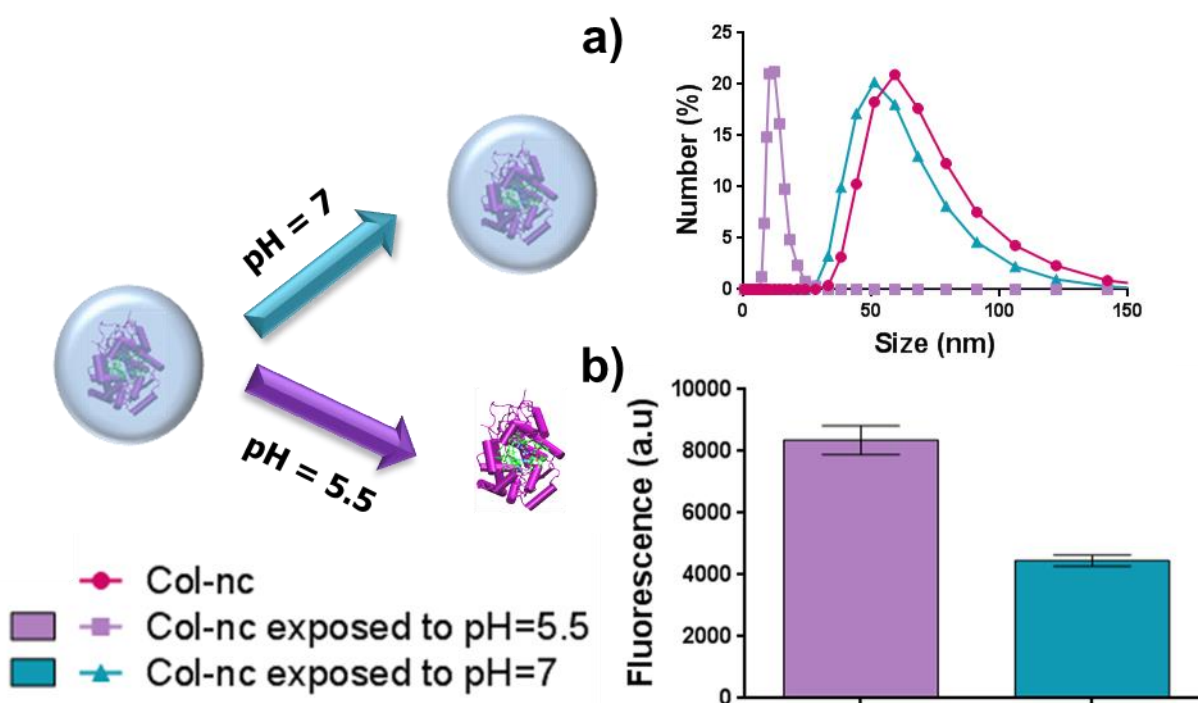 a)
25
20
15
10
5
0
Number (%)
0 50 100 150
Size (nm)
pH = 7
pH = 5.5
b)
10000
8000
6000
4000
2000
0
Fluorescence (a.u)
Col-nc
Col-nc exposed to pH=5.5
Col-nc exposed to pH=7